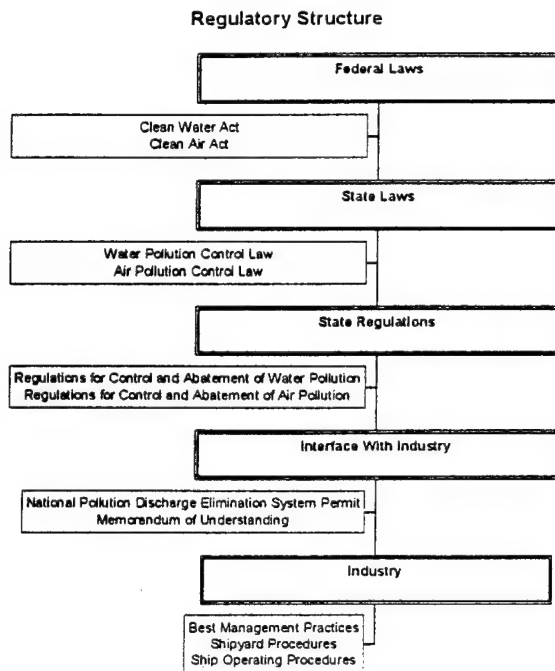 Regulatory Structure
Federal Laws
Clean Water Act
Clean Air Act
State Laws
Water Pollution Control Law
Air Pollution Control Law
State Regulations
Regulations for Control and Abatement of Water Pollution
Regulations for Control and Abatement of Air Pollution
Interface With Industry
National Pollution Discharge Elimination System Permit
Memorandum of Understanding
Industry
Best Management Practices
Shipyard Procedures
Ship Operating Procedures